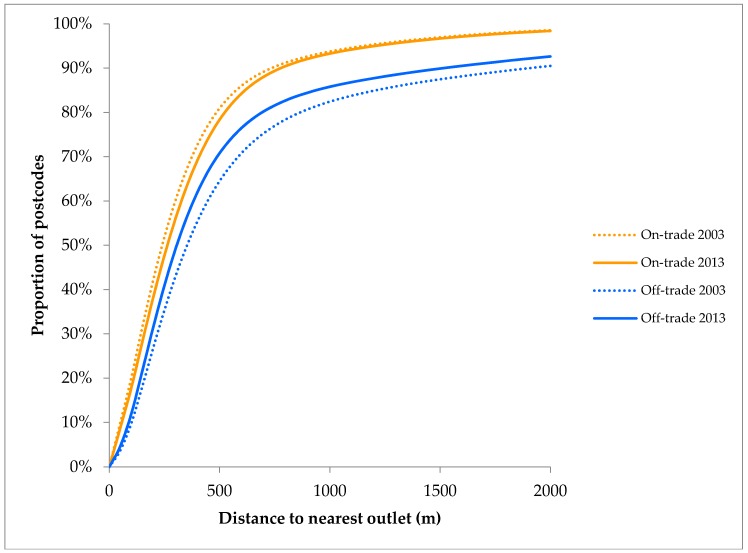 100%
90%
80%
70%
60%
50%
40%
30%
20%
10%
0%
Proportion of postcodes
0 500 1000 1500 2000
Distance to nearest outlet (m)
On-trade 2003
On-trade 2013
Off-trade 2003
Off-trade 2013